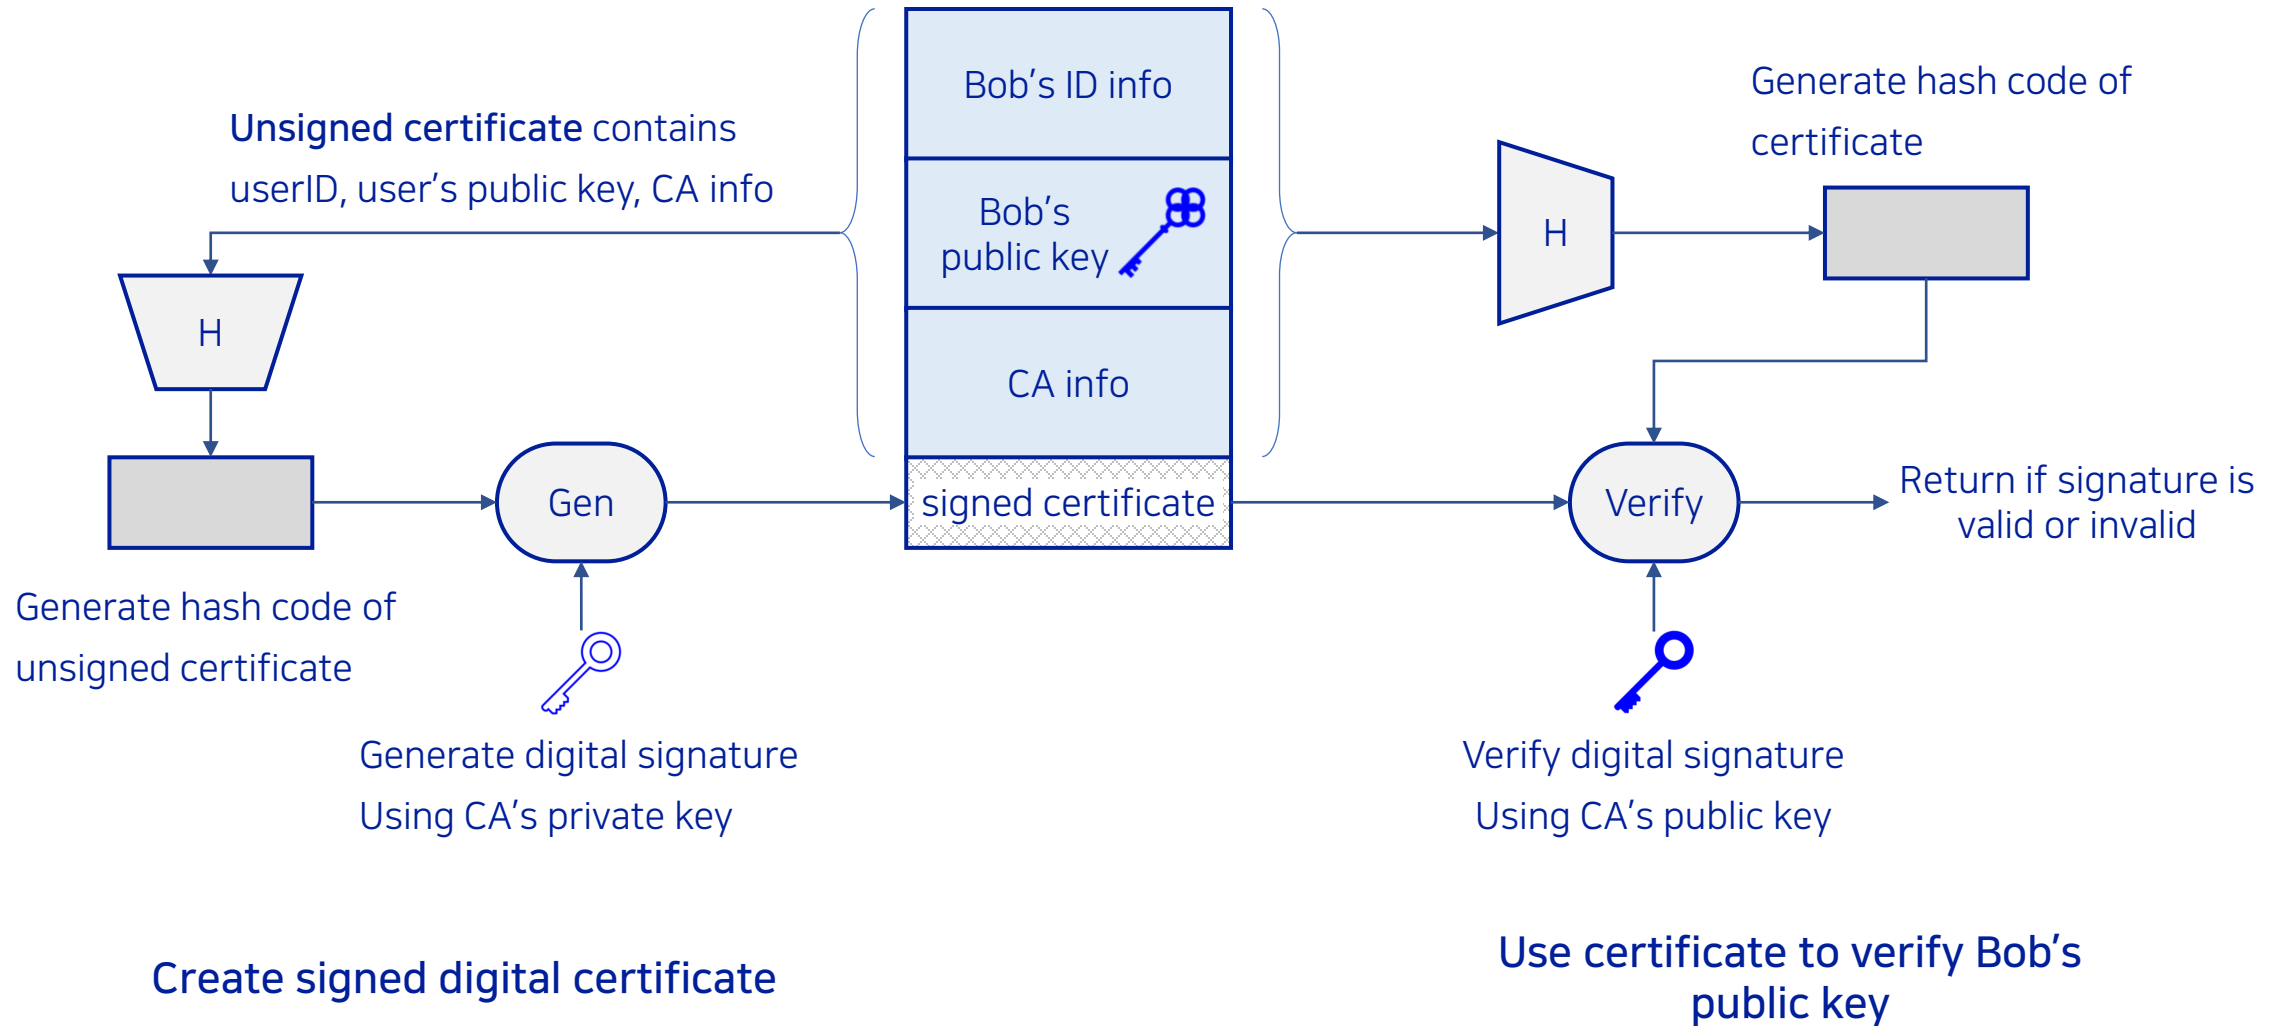 Unsigned certificate contains
userID, user's public key, CA info
H
Generate hash code of
unsigned certificate
Gen
Generate digital signature
Using CA's private key
Create signed digital certificate
Bob's ID info
Bob's
public key
CA info
signed certificate
H
Generate hash code of
certificate
Verify
Return if signature is
valid or invalid
Verify digital signature
Using CA's public key
Use certificate to verify Bob's
public key